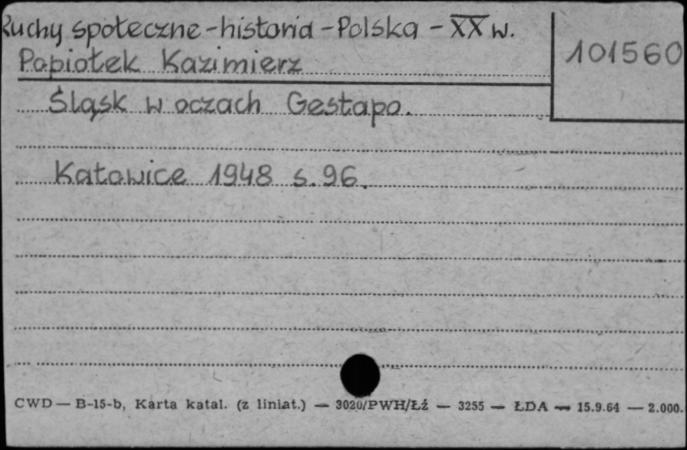 Ruchy społeczne - historia - Polska - XX w.
101560
Popiołek Kazimierz
Śląsk w oczach Gestapo.
Katowice 1948 s. 96.
CWD — B-15-b, Karta katal. (z liniat.) — 3020/PWH/Łź — 3255 — ŁDA — 15.9.64 — 2.000.